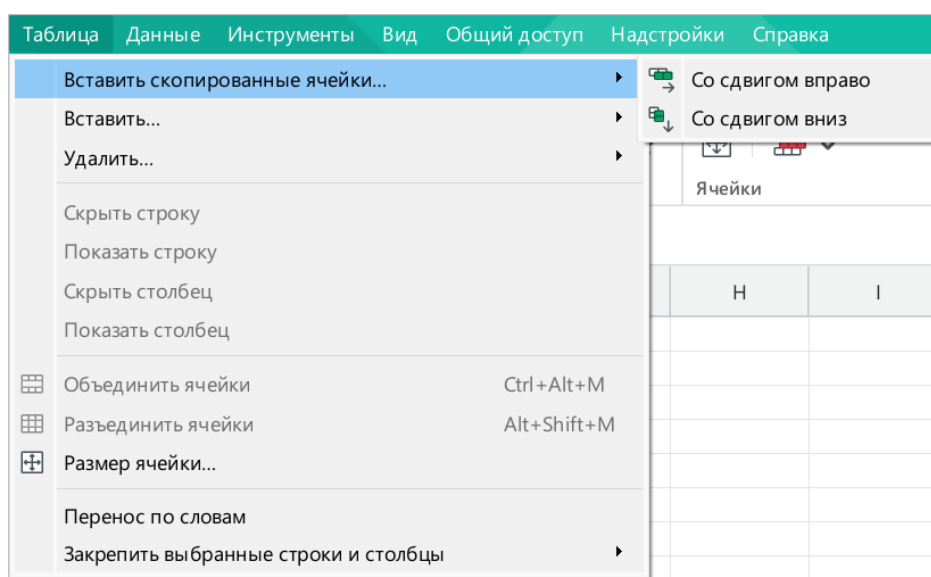 Таблица Данные Инструменты Вид Общий доступ Надстройки Справка
Вставить скопированные ячейки...
Со сдвигом вправо
Вставить...
Со сдвигом вниз
Удалить...
Ячейки
Скрыть строку
Показать строку
Скрыть столбец
H I
Показать столбец
Объединить ячейки Ctrl+Alt+M
Разъединить ячейки Alt+Shift+M
Размер ячейки...
Перенос по словам
Закрепить выбранные строки и столбцы